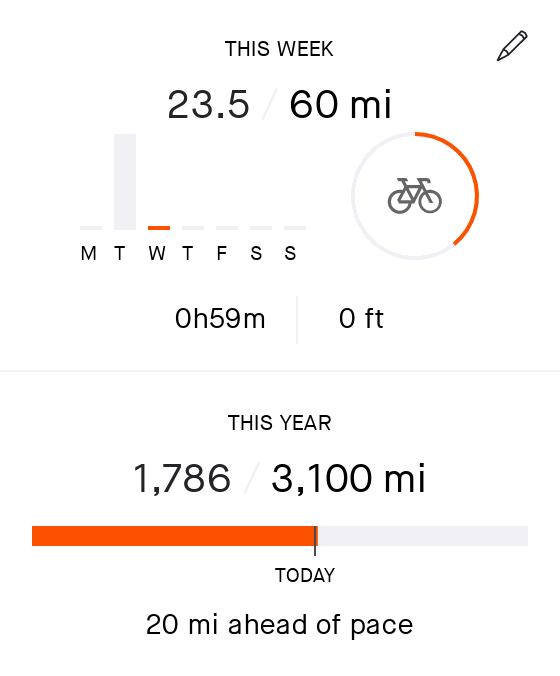 THIS WEEK
23.5 / 60 mi
M T W T F S S
0h59m | 0 ft
THIS YEAR
1,786 / 3,100 mi
TODAY
20 mi ahead of pace